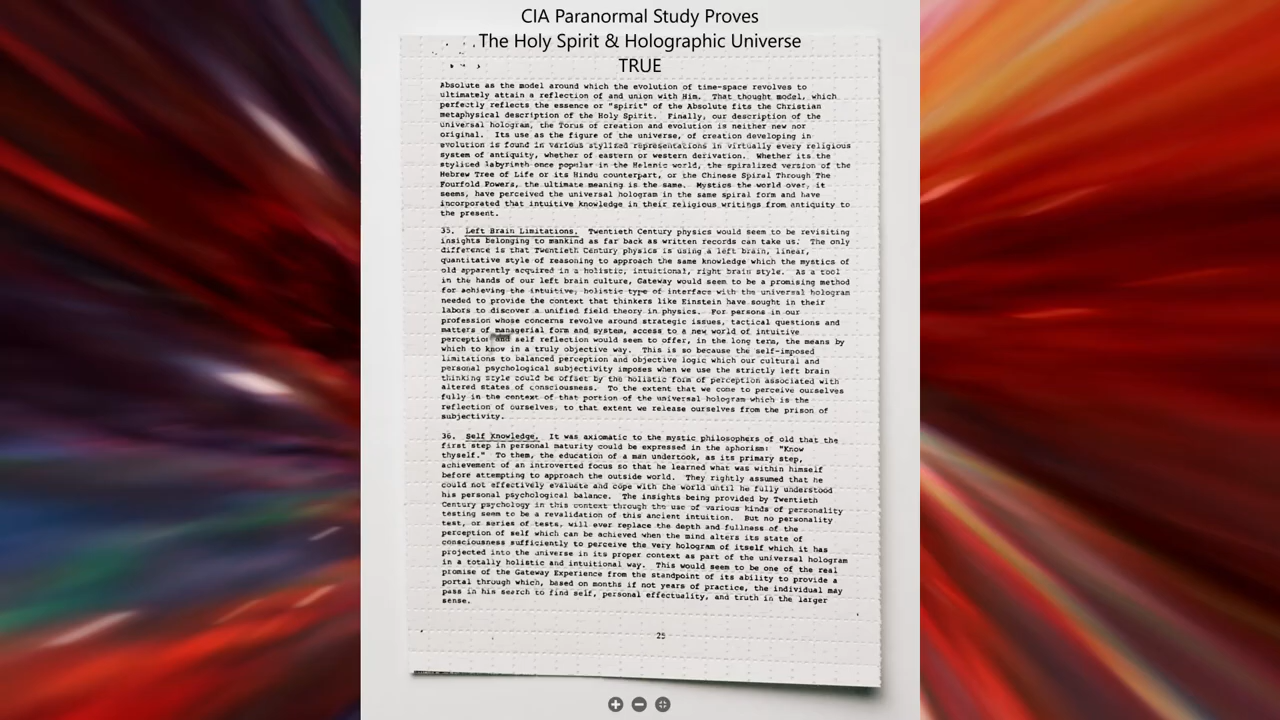 CIA Paranormal Study Proves
The Holy Spirit & Holographic Universe
TRUE
Absolute as the model around which the evolution of time-space revolves to
ultimately attain a reflection of and union with Him.  That thought model, which
perfectly reflects the essence or "spirit" of the Absolute fits the Christian
metaphysical description of the Holy Spirit.  Finally, our description of the
universal hologram, the Torus of creation and evolution is neither new nor
original.  Its use as the figure of the universe, of creation developing in
evolution is found in various stylized representations in virtually every religious
system of antiquity, whether of eastern or western derivation.  Whether its the
stylised labyrinth once popular in the Helenic world, the spiralized version of the
Hebrew Tree of Life or its Hindu counterpart, or the Chinese Spiral Through The
Fourfold Powers, the ultimate meaning is the same.  Mystics the world over, it
seems, have perceived the universal hologram in the same spiral form and have
incorporated that intuitive knowledge in their religious writings from antiquity to
the present.
35.  Left Brain Limitations.  Twentieth Century physics would seem to be revisiting
insights belonging to mankind as far back as written records can take us.  The only
difference is that Twentieth Century physics is using a left brain, linear,
quantitative style of reasoning to approach the same knowledge which the mystics of
old apparently acquired in a holistic, intuitional, right brain style.  As a tool
in the hands of our left brain culture, Gateway would seem to be a promising method
for achieving the intuitive, holistic type of interface with the universal hologram
needed to provide the context that thinkers like Einstein have sought in their
labors to discover a unified field theory in physics.  For persons in our
profession whose concerns revolve around strategic issues, tactical questions and
matters of managerial form and system, access to a new world of intuitive
perception and self reflection would seem to offer, in the long term, the means by
which to know in a truly objective way.  This is so because the self-imposed
limitations to balanced perception and objective logic which our cultural and
personal psychological subjectivity imposes when we use the strictly left brain
thinking style could be offset by the holistic form of perception associated with
altered states of consciousness.  To the extent that we come to perceive ourselves
fully in the context of that portion of the universal hologram which is the
reflection of ourselves, to that extent we release ourselves from the prison of
subjectivity.
36.  Self Knowledge.  It was axiomatic to the mystic philosophers of old that the
first step in personal maturity could be expressed in the aphorism:  "Know
thyself."  To them, the education of a man undertook, as its primary step,
achievement of an introverted focus so that he learned what was within himself
before attempting to approach the outside world.  They rightly assumed that he
could not effectively evaluate and cope with the world until he fully understood
his personal psychological balance.  The insights being provided by Twentieth
Century psychology in this context through the use of various kinds of personality
testing seem to be a revalidation of this ancient intuition.  But no personality
test, or series of tests, will ever replace the depth and fullness of the
perception of self which can be achieved when the mind alters its state of
consciousness sufficiently to perceive the very hologram of itself which it has
projected into the universe in its proper context as part of the universal hologram
in a totally holistic and intuitional way.  This would seem to be one of the real
promise of the Gateway Experience from the standpoint of its ability to provide a
portal through which, based on months if not years of practice, the individual may
pass in his search to find self, personal effectuality, and truth in the larger
sense.
25